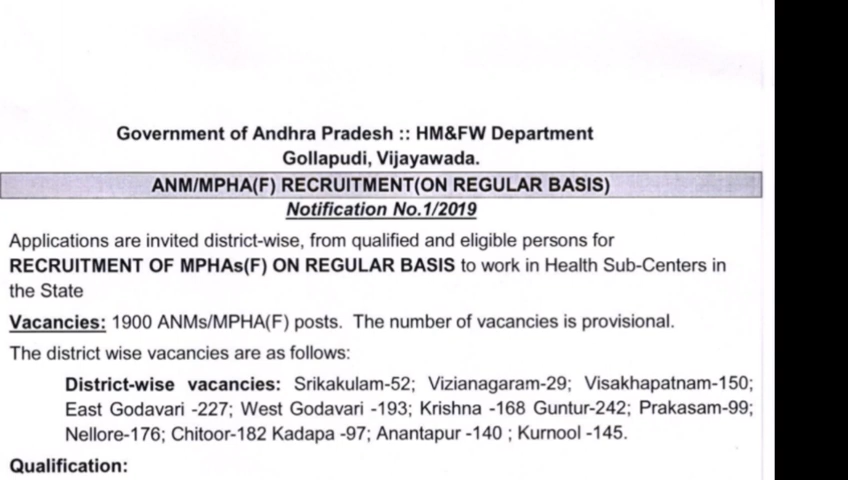 Government of Andhra Pradesh :: HM&FW Department
Gollapudi, Vijayawada.
ANM/MPHA(F) RECRUITMENT(ON REGULAR BASIS)
Notification No.1/2019
Applications are invited district-wise, from qualified and eligible persons for
RECRUITMENT OF MPHAs(F) ON REGULAR BASIS to work in Health Sub-Centers in
the State
Vacancies: 1900 ANMs/MPHA(F) posts. The number of vacancies is provisional.
The district wise vacancies are as follows:
District-wise vacancies: Srikakulam-52; Vizianagaram-29; Visakhapatnam-150;
East Godavari -227; West Godavari -193; Krishna -168 Guntur-242; Prakasam-99;
Nellore-176; Chitoor-182 Kadapa -97; Anantapur -140 ; Kurnool -145.
Qualification: